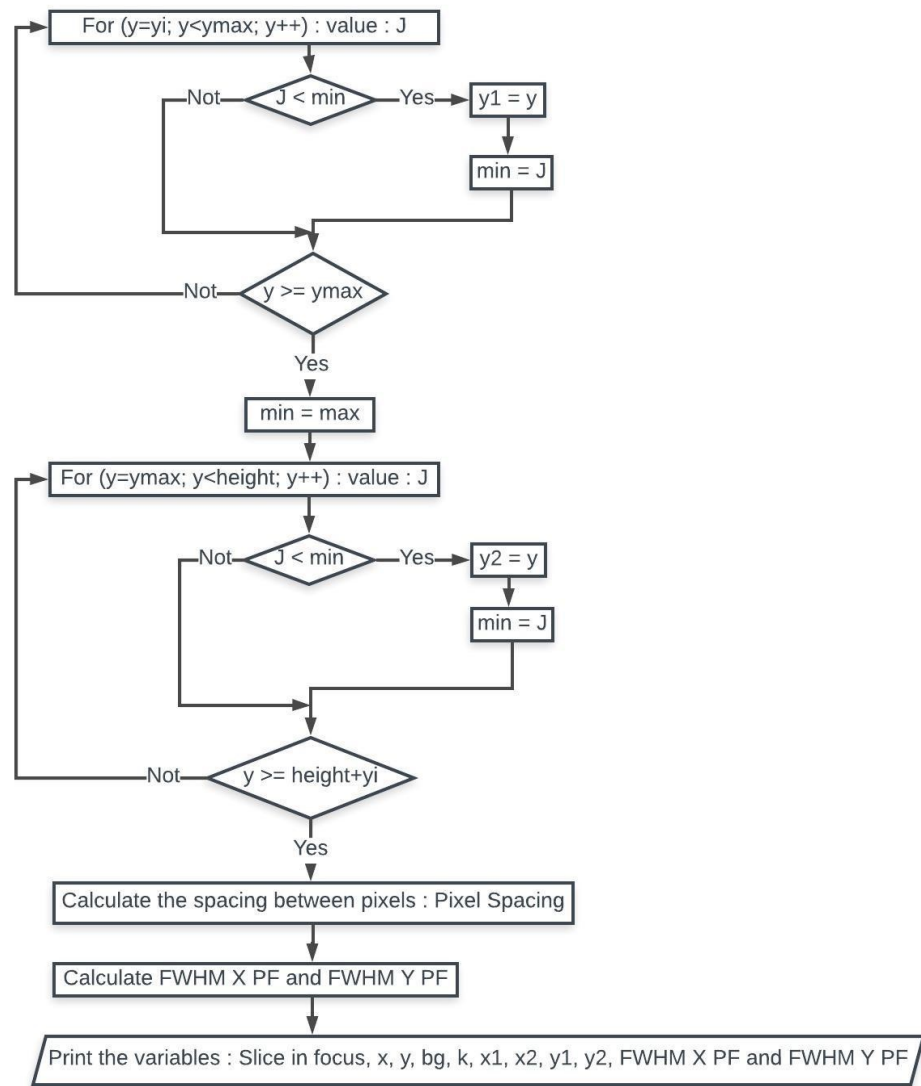 For (y=yi; y<ymax; y++) : value : J
Not
J < min
Yes
y1 = y
min = J
Not
y >= ymax
Yes
min = max
For (y=ymax; y<height; y++) : value : J
Not
J < min
Yes
y2 = y
min = J
Not
y >= height+yi
Yes
Calculate the spacing between pixels : Pixel Spacing
Calculate FWHM X PF and FWHM Y PF
Print the variables : Slice in focus, x, y, bg, k, x1, x2, y1, y2, FWHM X PF and FWHM Y PF